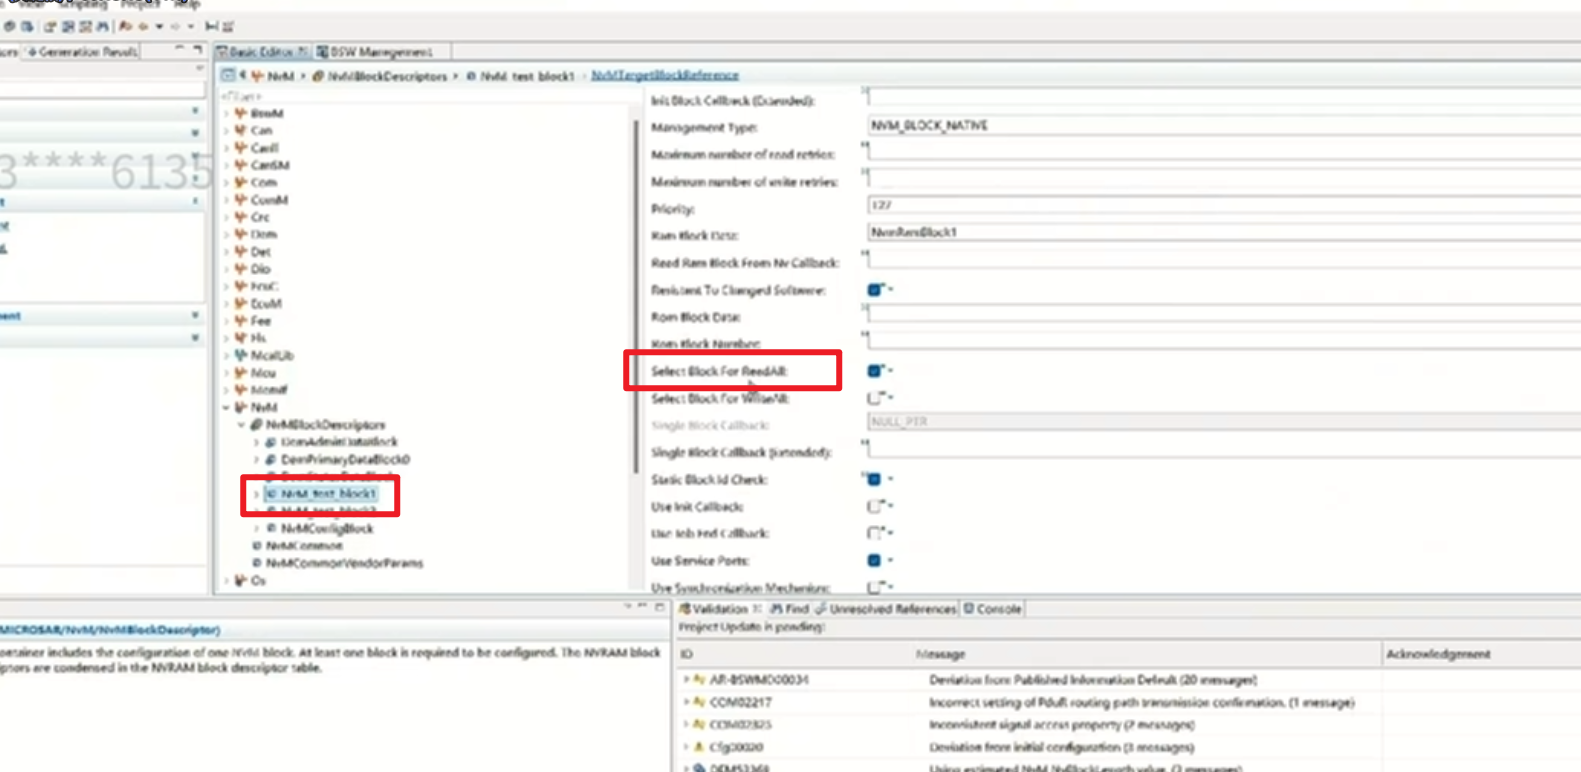 Generation Result
Basic Editor
BSW Management
NvM
NvMBlockDescriptors
NvM_test_block1
NvMTargetBlockReference
<Filter>
BswM
Can
CanIf
CanSM
Com
ComM
Crc
Dem
Det
Dio
EcuC
EcuM
Fee
Fls
McalLib
Mcu
MemIf
NvM
NvMBlockDescriptors
DemAdminDataBlock
DemPrimaryDataBlock0
NvM_test_block1
NvMConfigBlock
NvMCommon
NvMCommonVendorParams
Os
3****6135
Init Block Callback (Extended):
Management Type:
NVM_BLOCK_NATIVE
Maximum number of read retries:
Maximum number of write retries:
Priority:
127
Ram Block Data:
NvmRamBlock1
Read Ram Block From Nv Callback:
Resistant To Changed Software:
Rom Block Data:
Rom Block Number:
Select Block For ReadAll:
Select Block For WriteAll:
Single Block Callback:
NULL_PTR
Single Block Callback (Extended):
Static Block Id Check:
Use Init Callback:
Use Job End Callback:
Use Service Ports:
Use Synchronization Mechanism:
MICROSAR/NvM/NvMBlockDescriptor)
ontainer includes the configuration of one NVM block. At least one block is required to be configured. The NVRAM block
iptors are condensed in the NVRAM block descriptor table.
Validation
Find
Unresolved References
Console
Project Update is pending:
ID
Message
Acknowledgement
AR-BSWMD00034
Deviation from Published Information Default (20 messages)
COM02217
Incorrect setting of PduR routing path transmission confirmation. (1 message)
Inconsistent signal access property (2 messages)
Cfg00020
Deviation from initial configuration (3 messages)
Using estimated NvM NvBlockLength value.